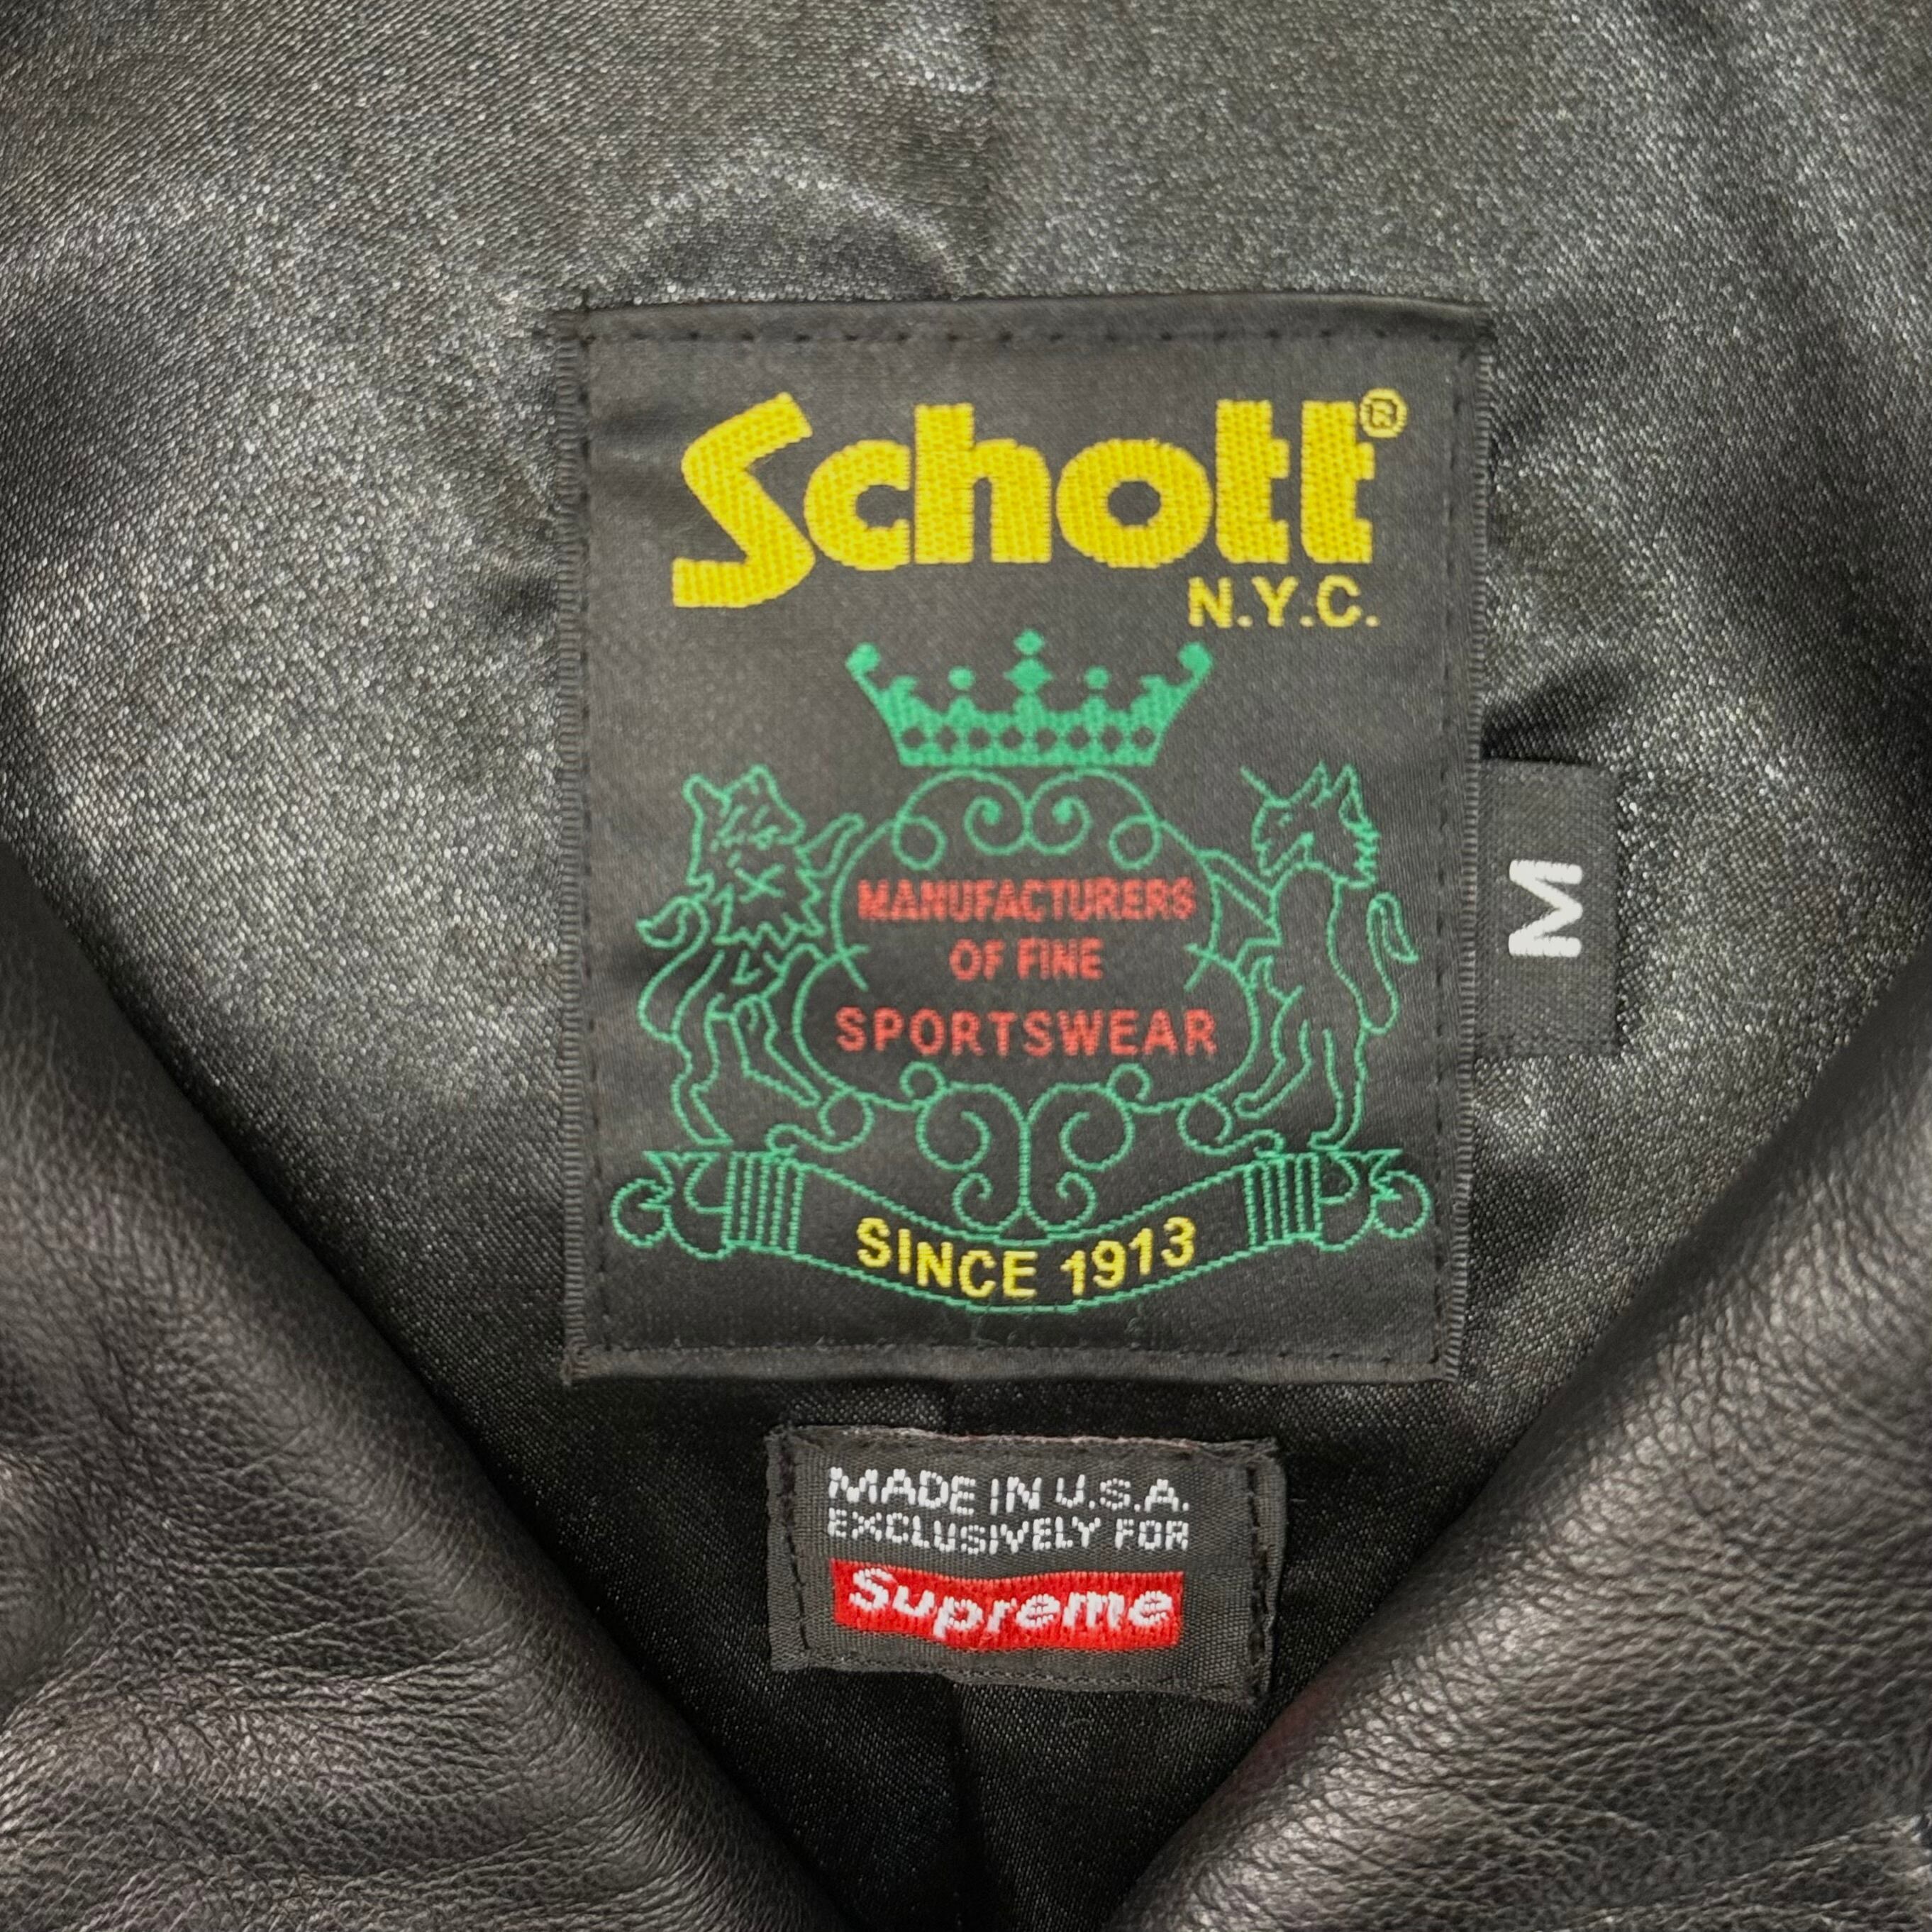 Schott®
N.Y.C.
MANUFACTURERS
OF FINE
SPORTSWEAR
SINCE 1913
M
MADE IN U.S.A.
EXCLUSIVELY FOR
Supreme